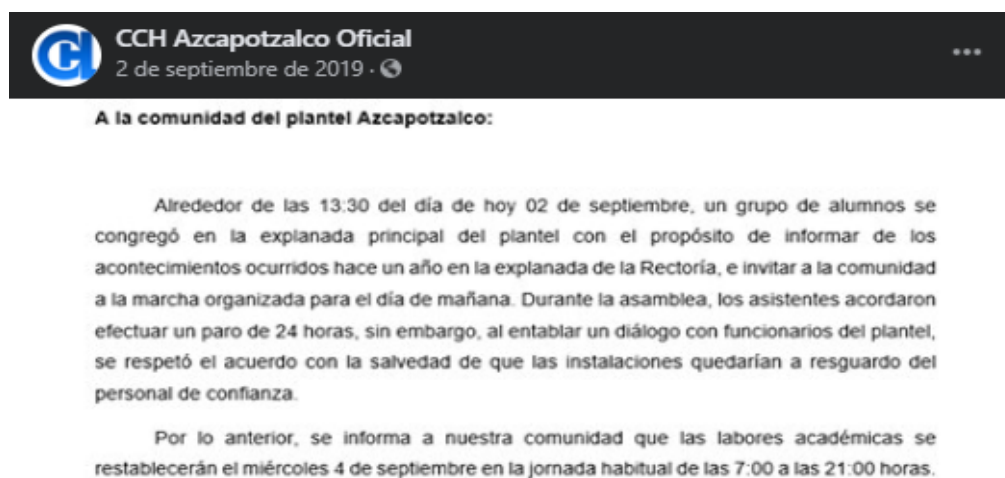 CCH Azcapotzalco Oficial
2 de septiembre de 2019 ·
A la comunidad del plantel Azcapotzalco:
Alrededor de las 13:30 del día de hoy 02 de septiembre, un grupo de alumnos se
congregó en la explanada principal del plantel con el propósito de informar de los
acontecimientos ocurridos hace un año en la explanada de la Rectoría, e invitar a la comunidad
a la marcha organizada para el día de mañana. Durante la asamblea, los asistentes acordaron
efectuar un paro de 24 horas, sin embargo, al entablar un diálogo con funcionarios del plantel,
se respetó el acuerdo con la salvedad de que las instalaciones quedarían a resguardo del
personal de confianza.
Por lo anterior, se informa a nuestra comunidad que las labores académicas se
restablecerán el miércoles 4 de septiembre en la jornada habitual de las 7:00 a las 21:00 horas.